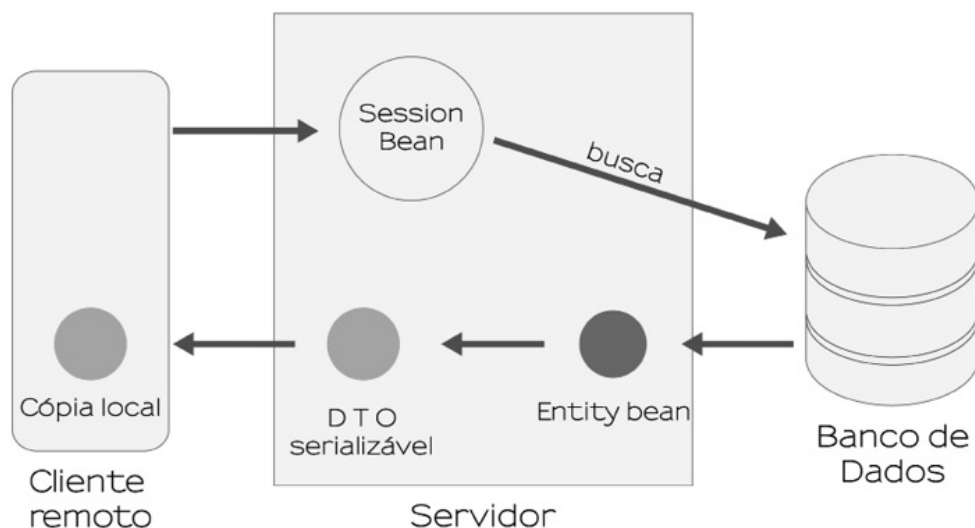 Session
Bean
busca
Cópia local
D T O
serializável
Entity bean
Cliente
remoto
Servidor
Banco de
Dados